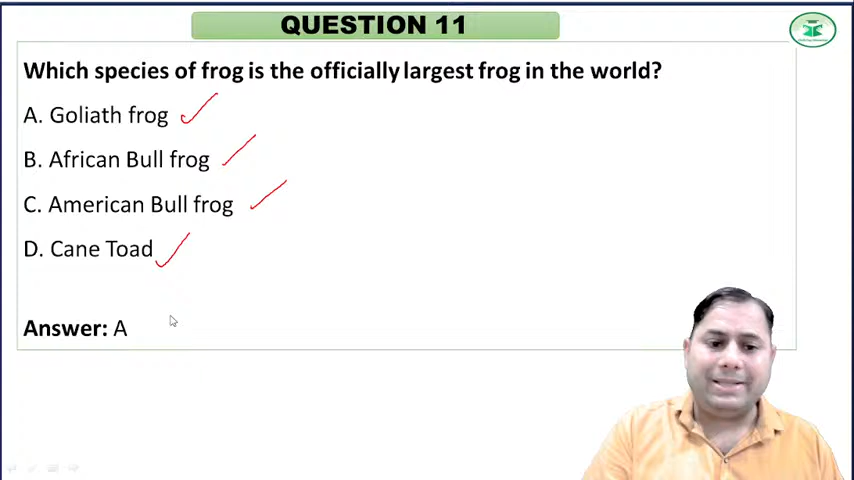 QUESTION 11
Which species of frog is the officially largest frog in the world?
A. Goliath frog
B. African Bull frog
C. American Bull frog
D. Cane Toad
Answer: A